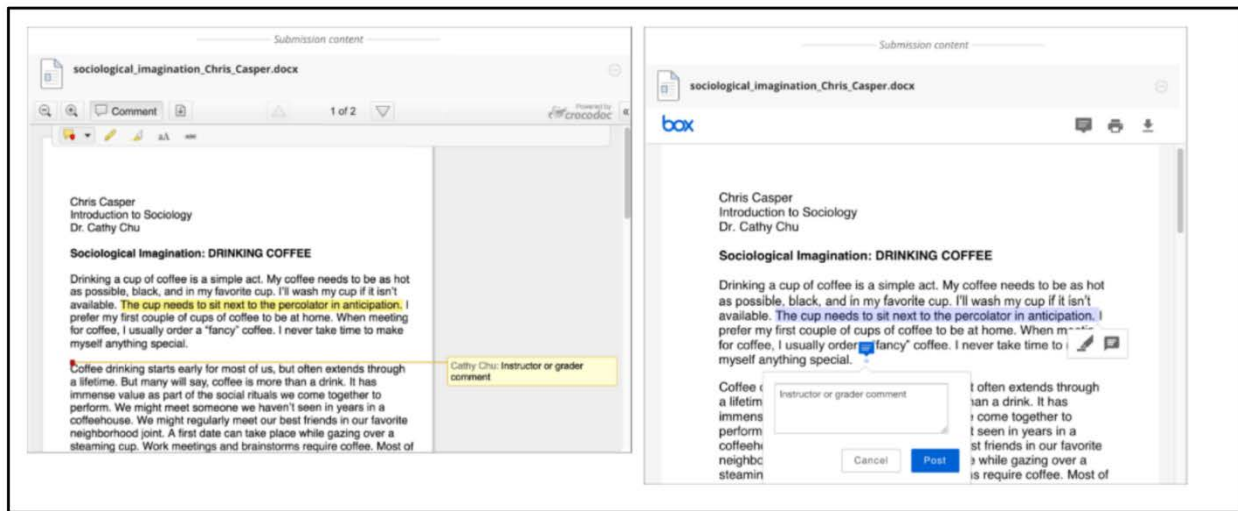 Submission content
sociological_imagination_Chris_Casper.docx
Comment
1 of 2
Powered by
crocodoc
«
aA
abc
Chris Casper
Introduction to Sociology
Dr. Cathy Chu
Sociological Imagination: DRINKING COFFEE
Drinking a cup of coffee is a simple act. My coffee needs to be as hot
as possible, black, and in my favorite cup. I'll wash my cup if it isn't
available. The cup needs to sit next to the percolator in anticipation. I
prefer my first couple of cups of coffee to be at home. When meeting
for coffee, I usually order a "fancy" coffee. I never take time to make
myself anything special.
Coffee drinking starts early for most of us, but often extends through
a lifetime. But many will say, coffee is more than a drink. It has
immense value as part of the social rituals we come together to
perform. We might meet someone we haven't seen in years in a
coffeehouse. We might regularly meet our best friends in our favorite
neighborhood joint. A first date can take place while gazing over a
steaming cup. Work meetings and brainstorms require coffee. Most of
Cathy Chu: Instructor or grader
comment
Submission content
sociological_imagination_Chris_Casper.docx
box
Chris Casper
Introduction to Sociology
Dr. Cathy Chu
Sociological Imagination: DRINKING COFFEE
Drinking a cup of coffee is a simple act. My coffee needs to be as hot
as possible, black, and in my favorite cup. I'll wash my cup if it isn't
available. The cup needs to sit next to the percolator in anticipation. I
prefer my first couple of cups of coffee to be at home. When meeting
for coffee, I usually order "fancy" coffee. I never take time to
myself anything special.
Coffee t often extends through
a lifetim an a drink. It has
immens come together to
perform t seen in years in a
coffeeh st friends in our favorite
neighbo e while gazing over a
steamin s require coffee. Most of
Instructor or grader comment
Cancel
Post